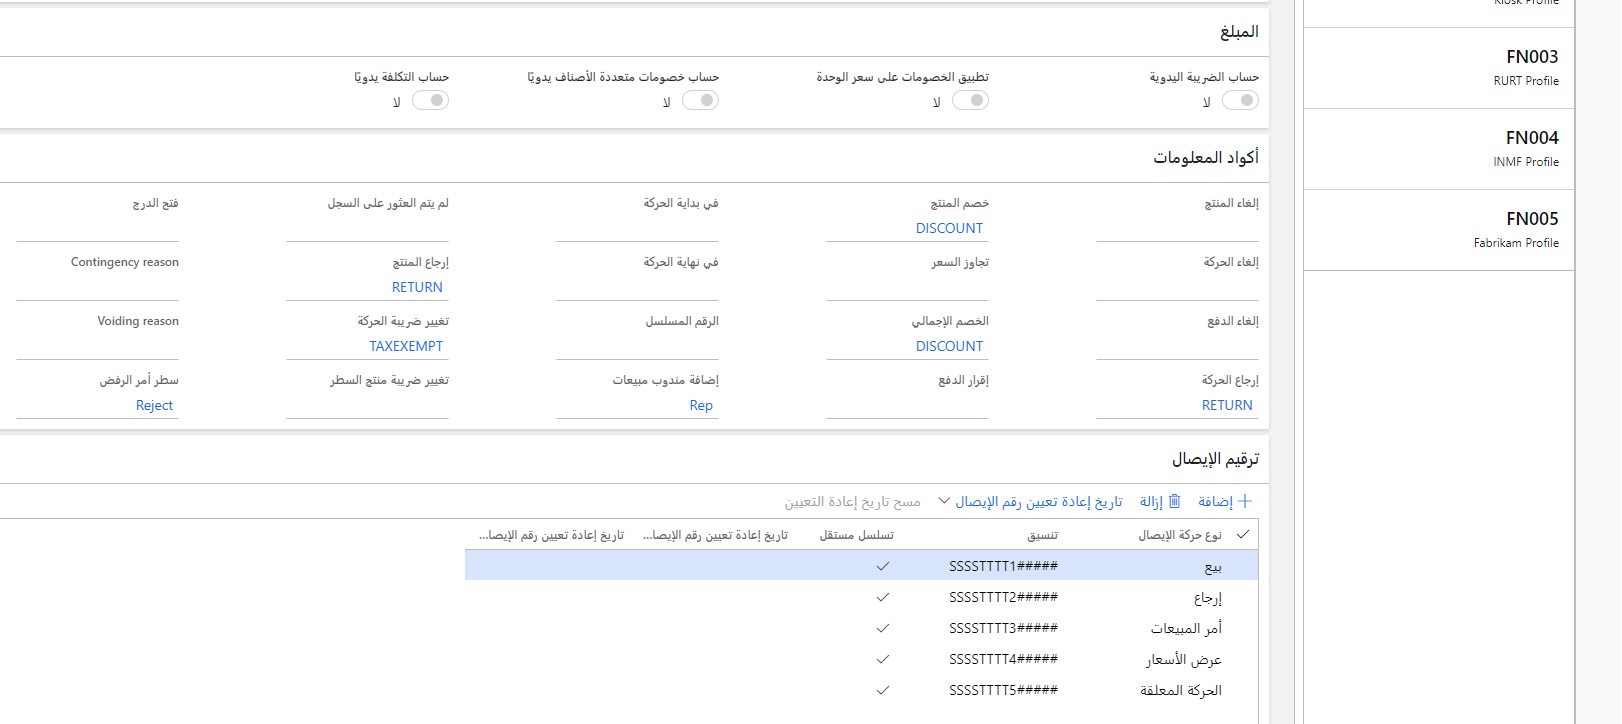 المبلغ
حساب الضريبة اليدوية
لا
تطبيق الخصومات على سعر الوحدة
لا
حساب خصومات متعددة الأصناف يدويًا
لا
حساب التكلفة يدويًا
لا
أكواد المعلومات
إلغاء المنتج
خصم المنتج
DISCOUNT
في بداية الحركة
لم يتم العثور على السجل
فتح الدرج
إلغاء الحركة
تجاوز السعر
في نهاية الحركة
إرجاع المنتج
RETURN
Contingency reason
إلغاء الدفع
الخصم الإجمالي
DISCOUNT
الرقم المسلسل
تغيير ضريبة الحركة
TAXEXEMPT
Voiding reason
إرجاع الحركة
RETURN
إقرار الدفع
إضافة مندوب مبيعات
Rep
تغيير ضريبة منتج السطر
سطر أمر الرفض
Reject
ترقيم الإيصال
إضافة إزالة تاريخ إعادة تعيين رقم الإيصال مسح تاريخ إعادة التعيين
نوع حركة الإيصال تنسيق تسلسل مستقل تاريخ إعادة تعيين رقم الإيصا... تاريخ إعادة تعيين رقم الإيصا...
بيع SSSSTTTT1#####
إرجاع SSSSTTTT2#####
أمر المبيعات SSSSTTTT3#####
عرض الأسعار SSSSTTTT4#####
الحركة المعلقة SSSSTTTT5#####
Kiosk Profile
FN003
RURT Profile
FN004
INMF Profile
FN005
Fabrikam Profile